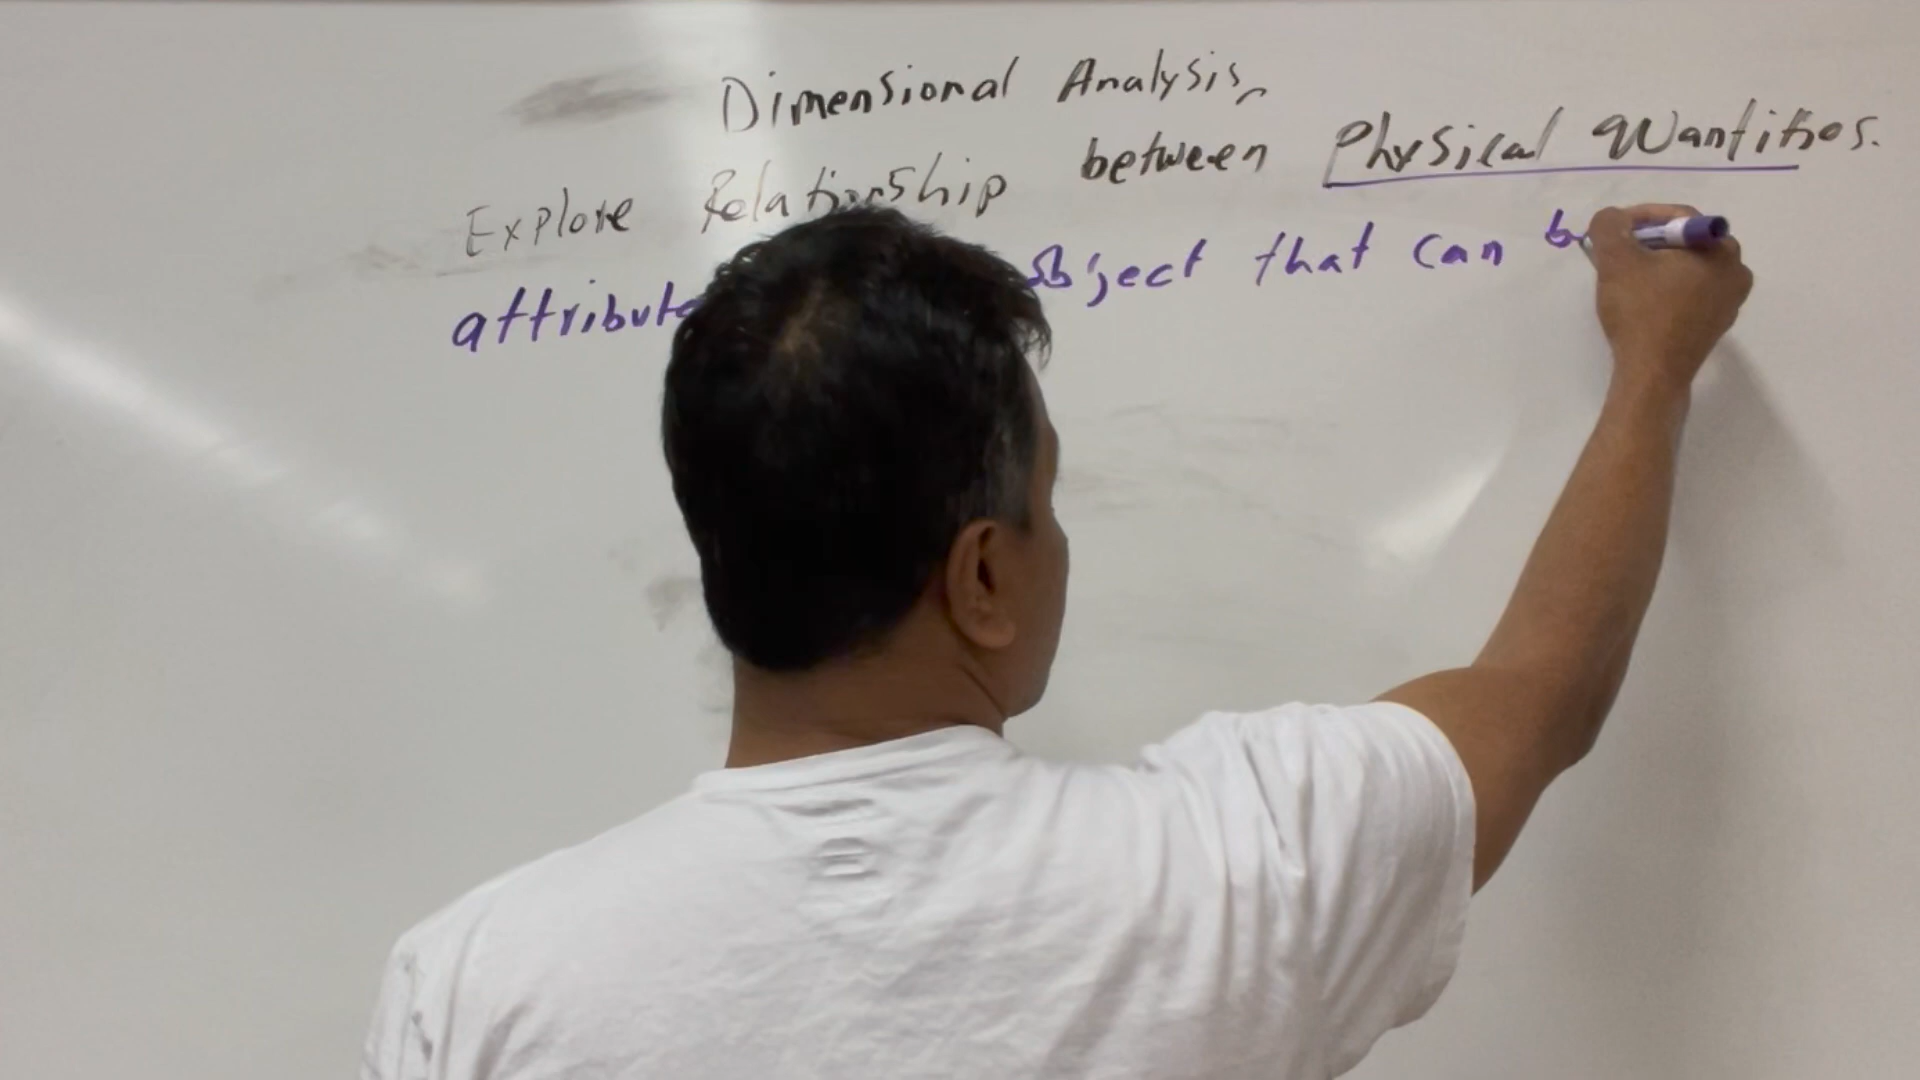 Dimensional Analysis
Explore Relationship between Physical quantities.
attribute object that can b